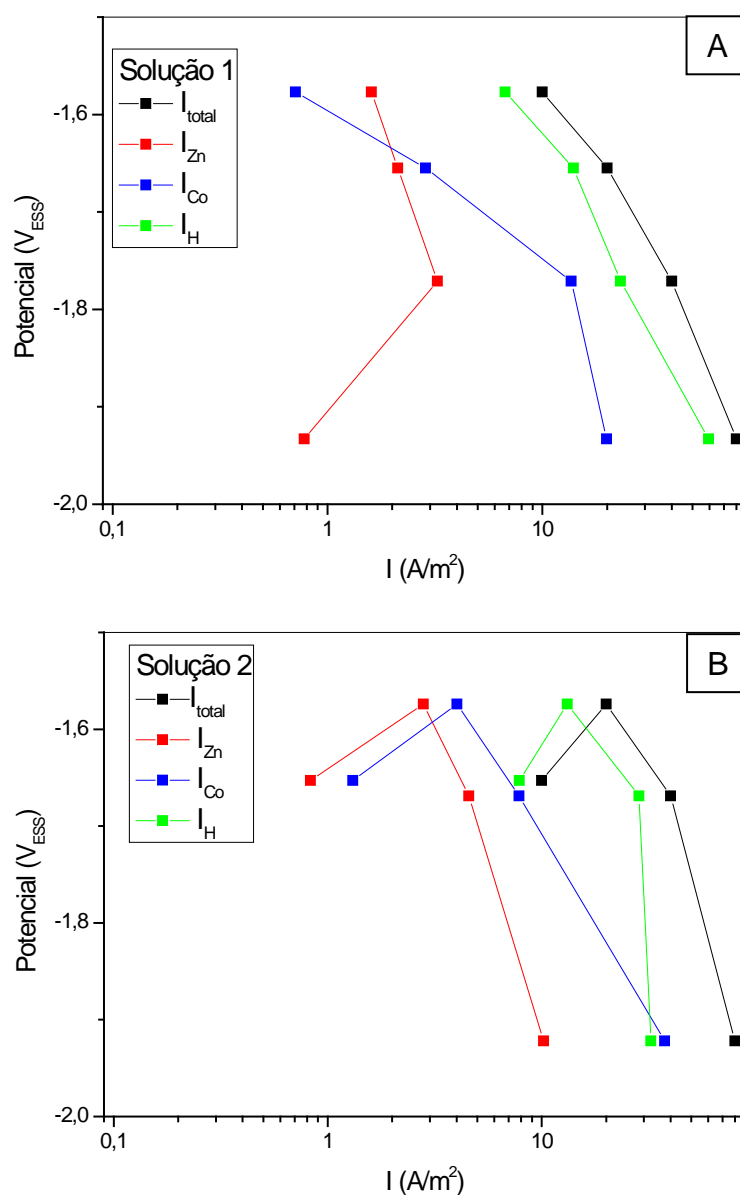 A
Solução 1
I_total
I_Zn
I_Co
I_H
Potencial (V_ESS)
-1,6
-1,8
-2,0
0,1
1
10
I (A/m²)
B
Solução 2
I_total
I_Zn
I_Co
I_H
Potencial (V_ESS)
-1,6
-1,8
-2,0
0,1
1
10
I (A/m²)